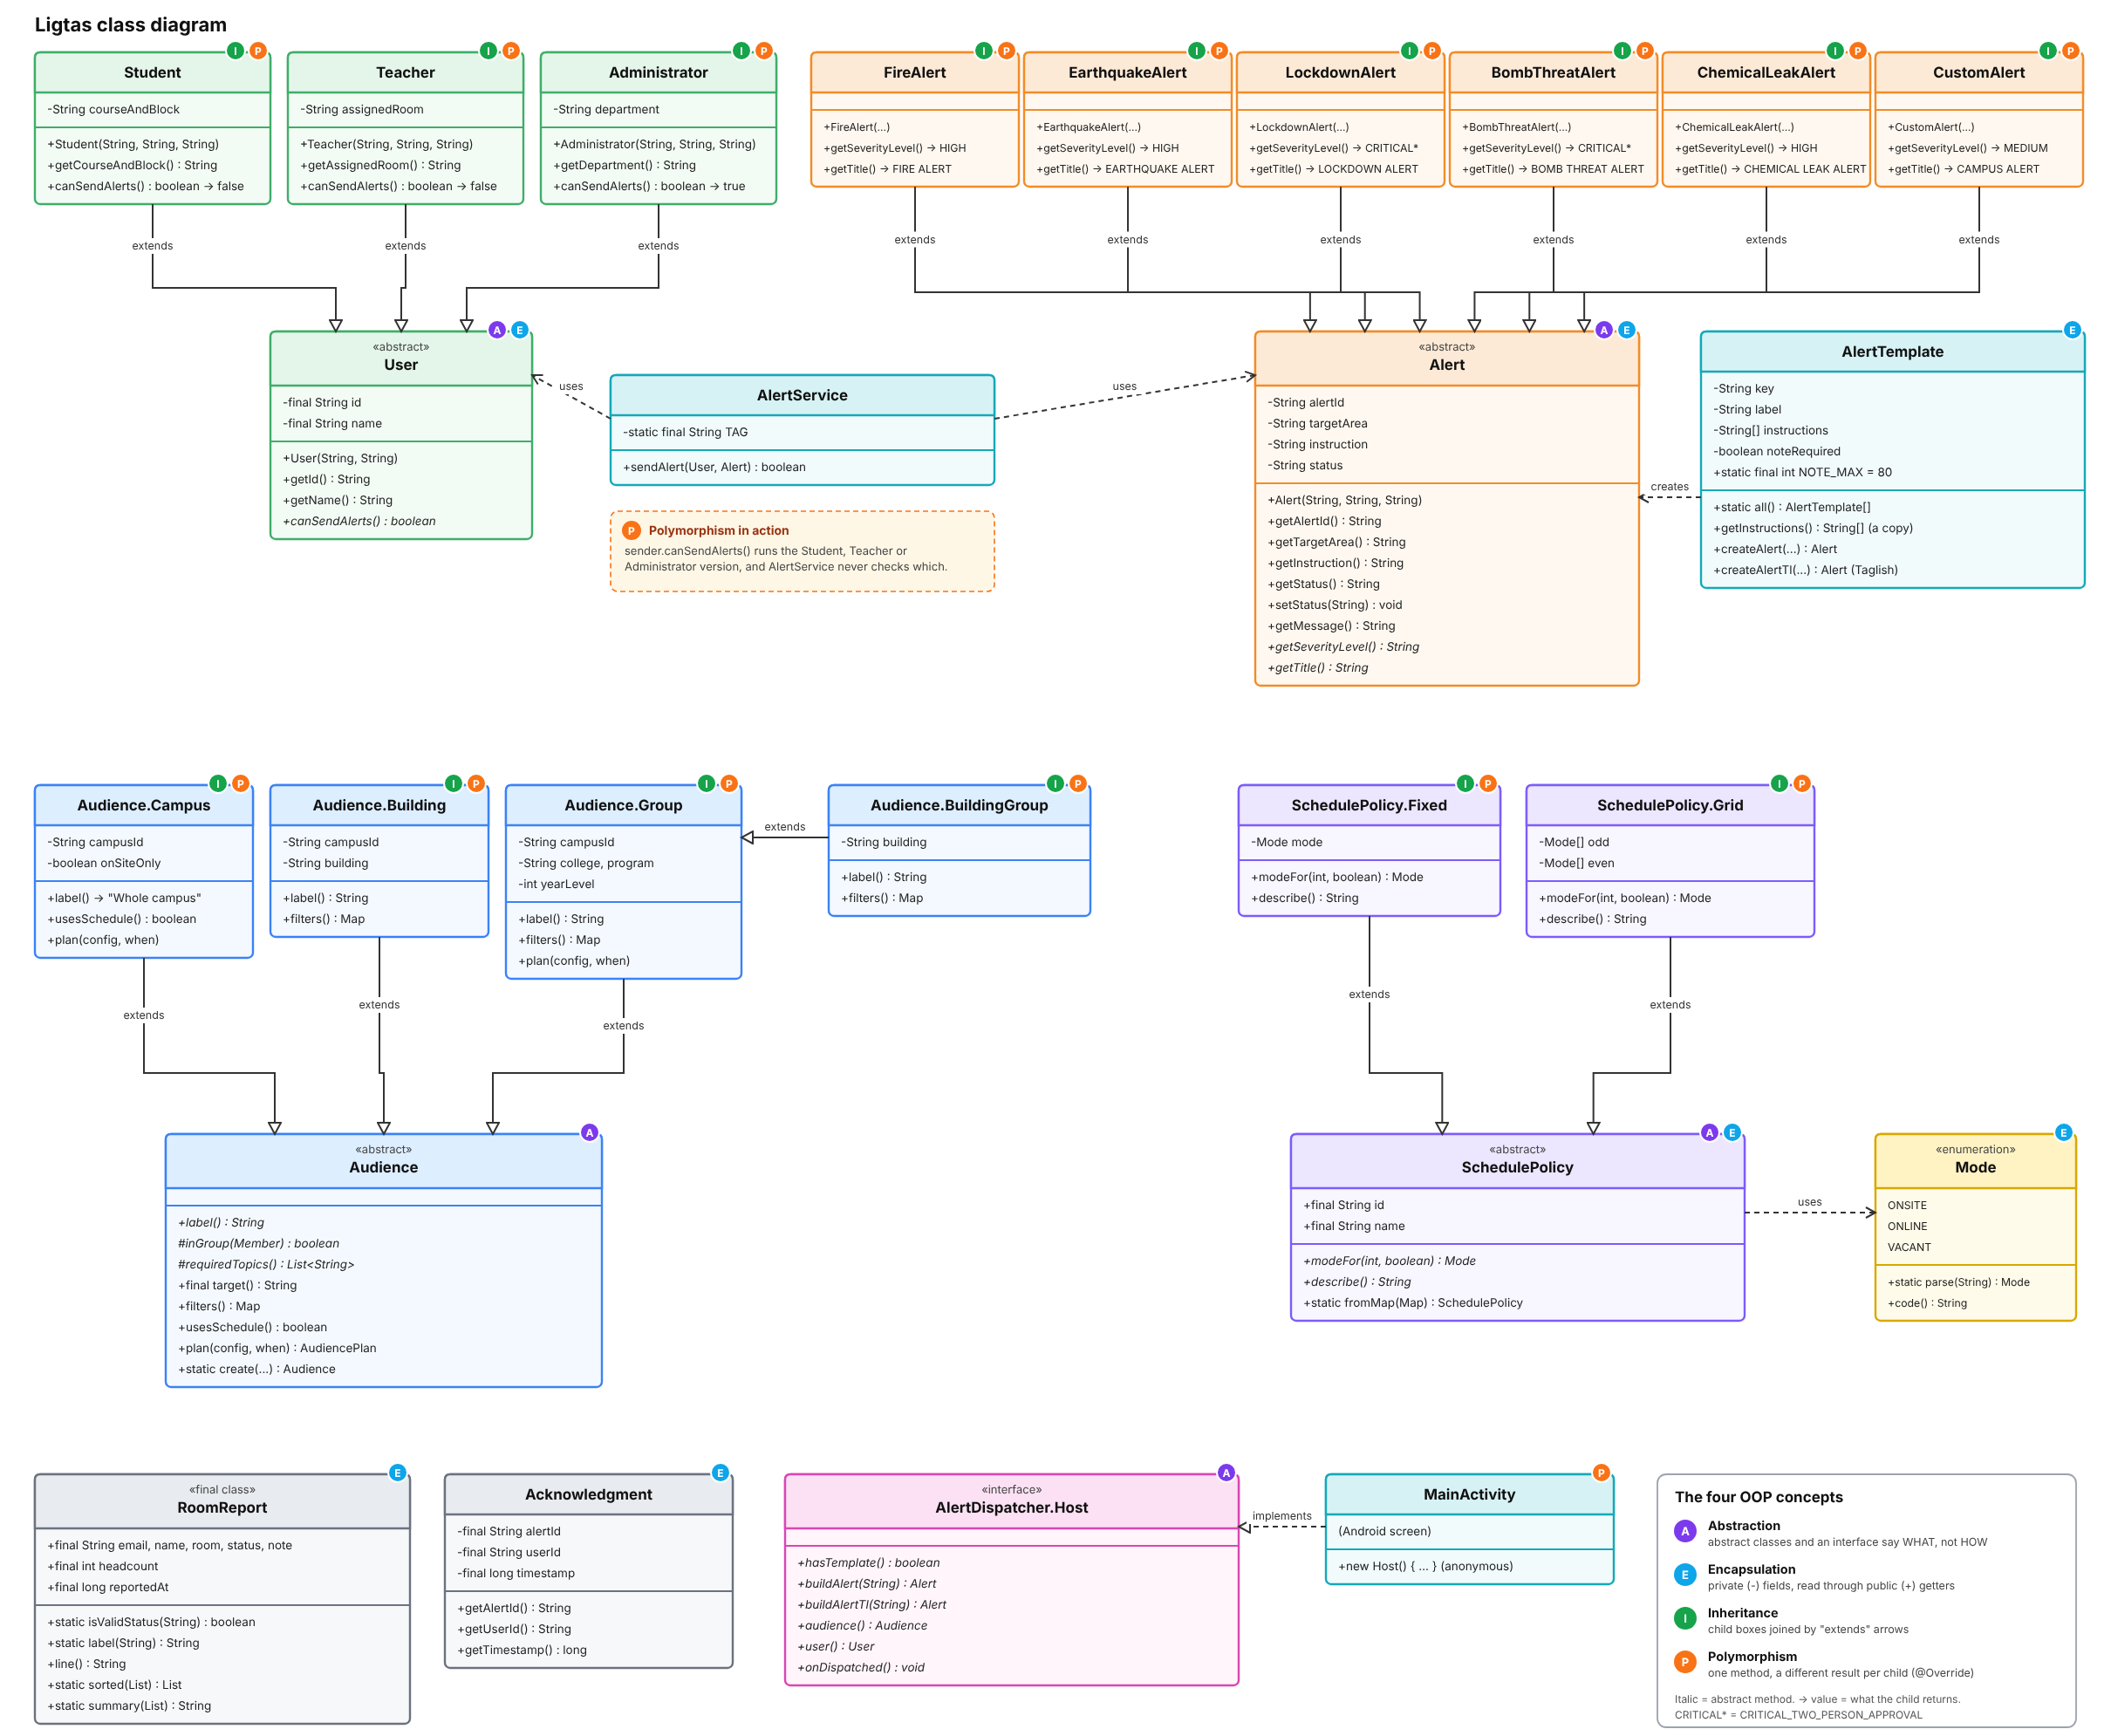 Ligtas class diagram
I P
Student
-String courseAndBlock
+Student(String, String, String)
+getCourseAndBlock() : String
+canSendAlerts() : boolean → false
I P
Teacher
-String assignedRoom
+Teacher(String, String, String)
+getAssignedRoom() : String
+canSendAlerts() : boolean → false
I P
Administrator
-String department
+Administrator(String, String, String)
+getDepartment() : String
+canSendAlerts() : boolean → true
I P
FireAlert
+FireAlert(...)
+getSeverityLevel() → HIGH
+getTitle() → FIRE ALERT
I P
EarthquakeAlert
+EarthquakeAlert(...)
+getSeverityLevel() → HIGH
+getTitle() → EARTHQUAKE ALERT
I P
LockdownAlert
+LockdownAlert(...)
+getSeverityLevel() → CRITICAL*
+getTitle() → LOCKDOWN ALERT
I P
BombThreatAlert
+BombThreatAlert(...)
+getSeverityLevel() → CRITICAL*
+getTitle() → BOMB THREAT ALERT
I P
ChemicalLeakAlert
+ChemicalLeakAlert(...)
+getSeverityLevel() → HIGH
+getTitle() → CHEMICAL LEAK ALERT
I P
CustomAlert
+CustomAlert(...)
+getSeverityLevel() → MEDIUM
+getTitle() → CAMPUS ALERT
extends
extends
extends
extends
extends
extends
extends
extends
extends
A E
«abstract»
User
-final String id
-final String name
+User(String, String)
+getId() : String
+getName() : String
+canSendAlerts() : boolean
uses
AlertService
-static final String TAG
+sendAlert(User, Alert) : boolean
uses
P Polymorphism in action
sender.canSendAlerts() runs the Student, Teacher or
Administrator version, and AlertService never checks which.
A E
«abstract»
Alert
-String alertId
-String targetArea
-String instruction
-String status
+Alert(String, String, String)
+getAlertId() : String
+getTargetArea() : String
+getInstruction() : String
+getStatus() : String
+setStatus(String) : void
+getMessage() : String
+getSeverityLevel() : String
+getTitle() : String
creates
E
AlertTemplate
-String key
-String label
-String[] instructions
-boolean noteRequired
+static final int NOTE_MAX = 80
+static all() : AlertTemplate[]
+getInstructions() : String[] (a copy)
+createAlert(...) : Alert
+createAlertTl(...) : Alert (Taglish)
I P
Audience.Campus
-String campusId
-boolean onSiteOnly
+label() → "Whole campus"
+usesSchedule() : boolean
+plan(config, when)
I P
Audience.Building
-String campusId
-String building
+label() : String
+filters() : Map
I P
Audience.Group
-String campusId
-String college, program
-int yearLevel
+label() : String
+filters() : Map
+plan(config, when)
extends
I P
Audience.BuildingGroup
-String building
+label() : String
+filters() : Map
I P
SchedulePolicy.Fixed
-Mode mode
+modeFor(int, boolean) : Mode
+describe() : String
I P
SchedulePolicy.Grid
-Mode[] odd
-Mode[] even
+modeFor(int, boolean) : Mode
+describe() : String
extends
extends
extends
extends
extends
A
«abstract»
Audience
+label() : String
#inGroup(Member) : boolean
#requiredTopics() : List<String>
+final target() : String
+filters() : Map
+usesSchedule() : boolean
+plan(config, when) : AudiencePlan
+static create(...) : Audience
A E
«abstract»
SchedulePolicy
+final String id
+final String name
+modeFor(int, boolean) : Mode
+describe() : String
+static fromMap(Map) : SchedulePolicy
uses
E
«enumeration»
Mode
ONSITE
ONLINE
VACANT
+static parse(String) : Mode
+code() : String
E
«final class»
RoomReport
+final String email, name, room, status, note
+final int headcount
+final long reportedAt
+static isValidStatus(String) : boolean
+static label(String) : String
+line() : String
+static sorted(List) : List
+static summary(List) : String
E
Acknowledgment
-final String alertId
-final String userId
-final long timestamp
+getAlertId() : String
+getUserId() : String
+getTimestamp() : long
A
«interface»
AlertDispatcher.Host
+hasTemplate() : boolean
+buildAlert(String) : Alert
+buildAlertTl(String) : Alert
+audience() : Audience
+user() : User
+onDispatched() : void
implements
P
MainActivity
(Android screen)
+new Host() { ... } (anonymous)
The four OOP concepts
A Abstraction
abstract classes and an interface say WHAT, not HOW
E Encapsulation
private (-) fields, read through public (+) getters
I Inheritance
child boxes joined by "extends" arrows
P Polymorphism
one method, a different result per child (@Override)
Italic = abstract method. → value = what the child returns.
CRITICAL* = CRITICAL_TWO_PERSON_APPROVAL